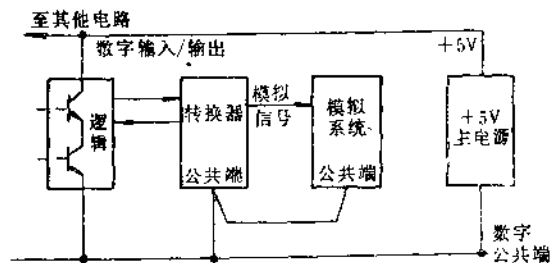 至其他电路
数字输入/输出
+5V
逻辑
转换器
公共端
模拟
信号
模拟
系统
公共端
+5V
主电源
数字
公共端